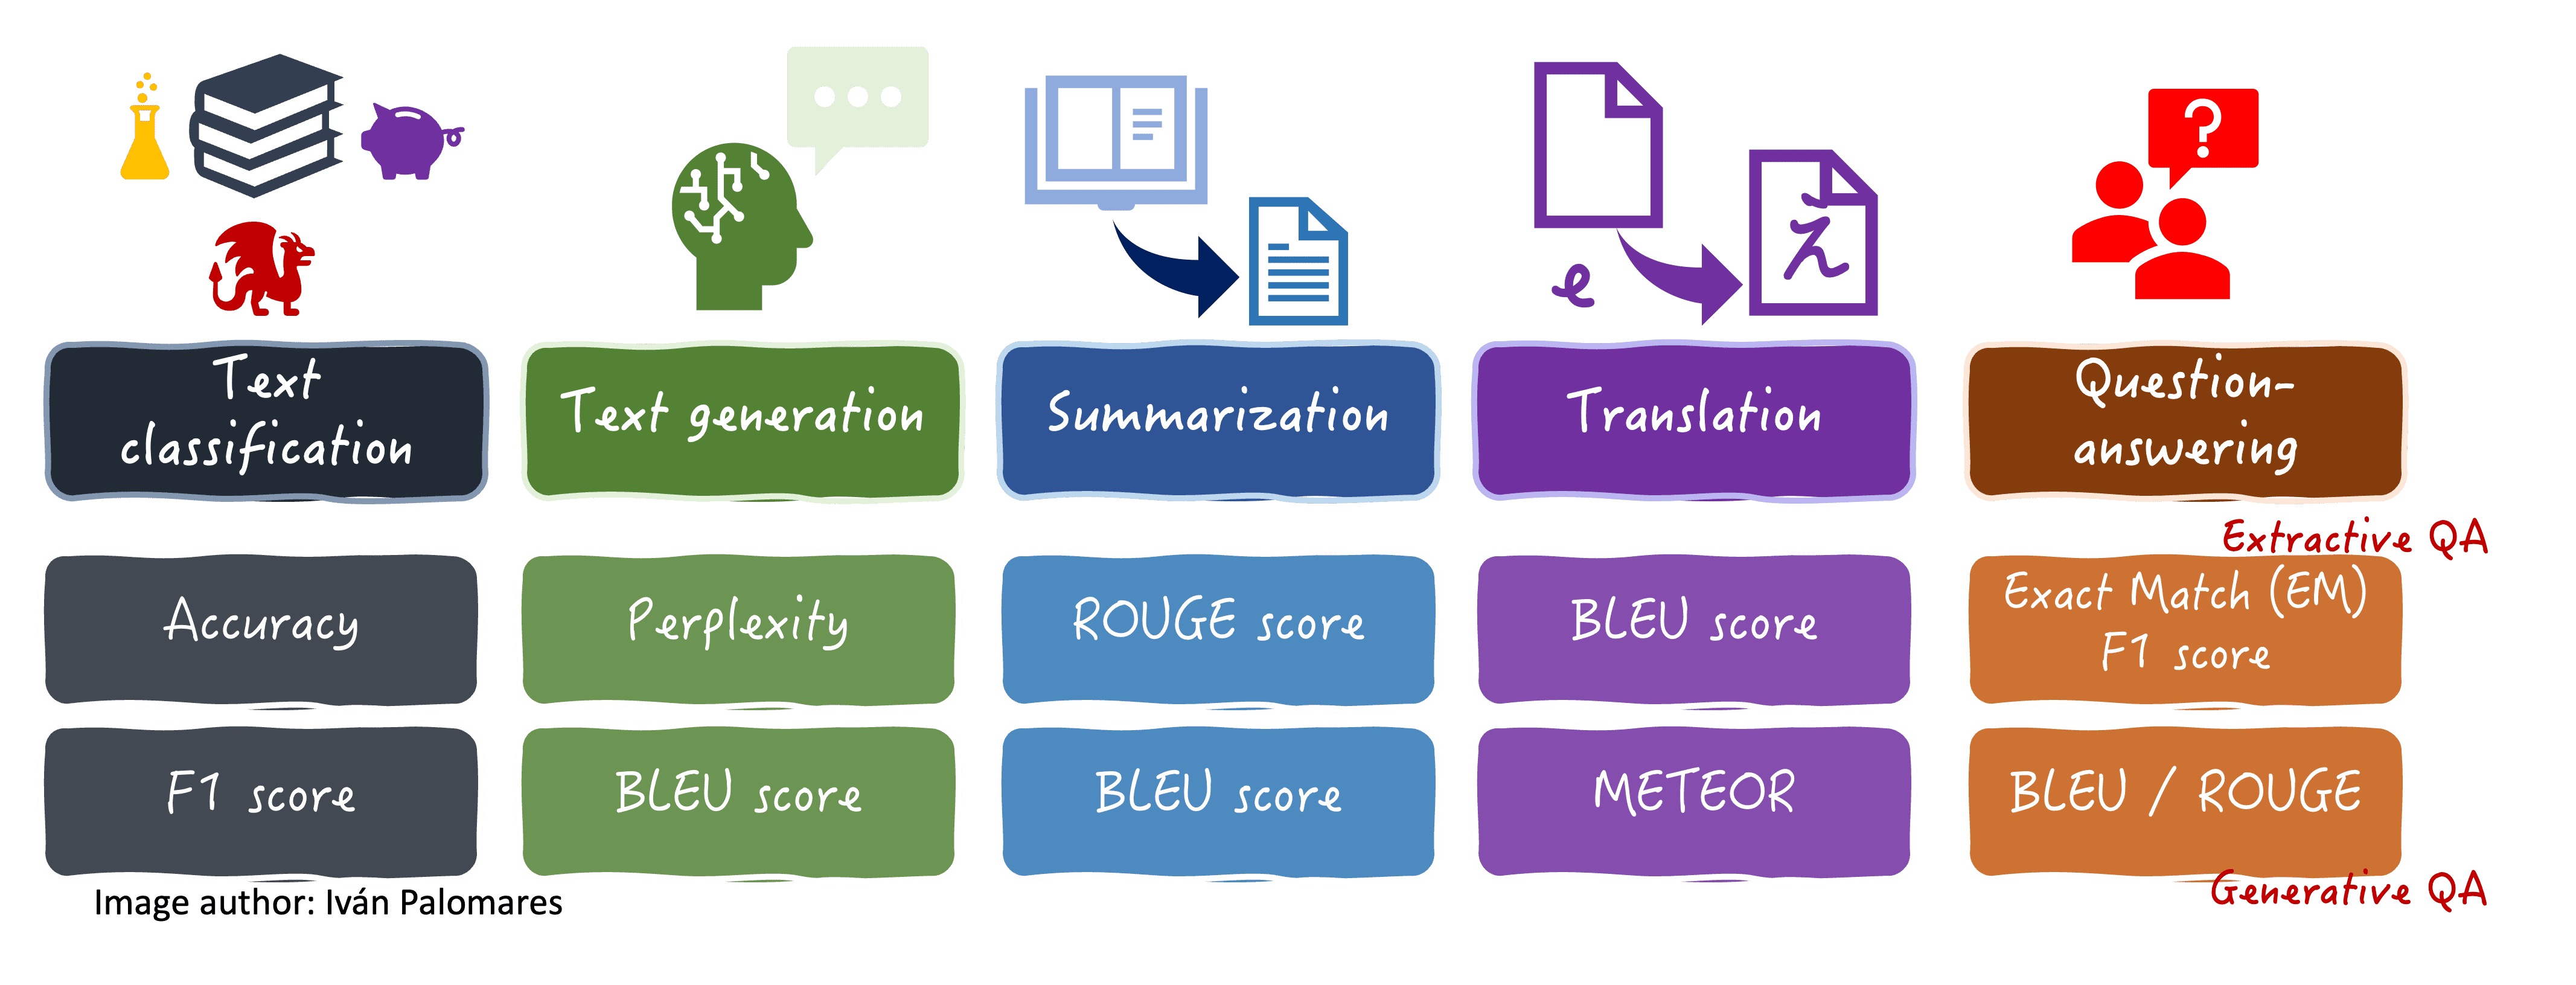 e
え
?
Text
classification
Text generation
Summarization
Translation
Question-
answering
Extractive QA
Accuracy
Perplexity
ROUGE score
BLEU score
Exact Match (EM)
F1 score
F1 score
BLEU score
BLEU score
METEOR
BLEU / ROUGE
Generative QA
Image author: Iván Palomares